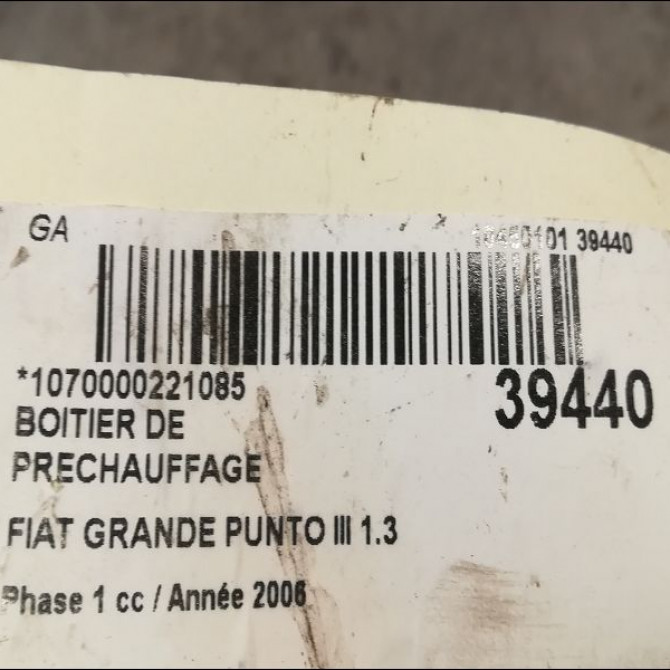 GA
39440
*1070000221085
39440
BOITIER DE
PRECHAUFFAGE
FIAT GRANDE PUNTO III 1.3
Phase 1 cc / Année 2006